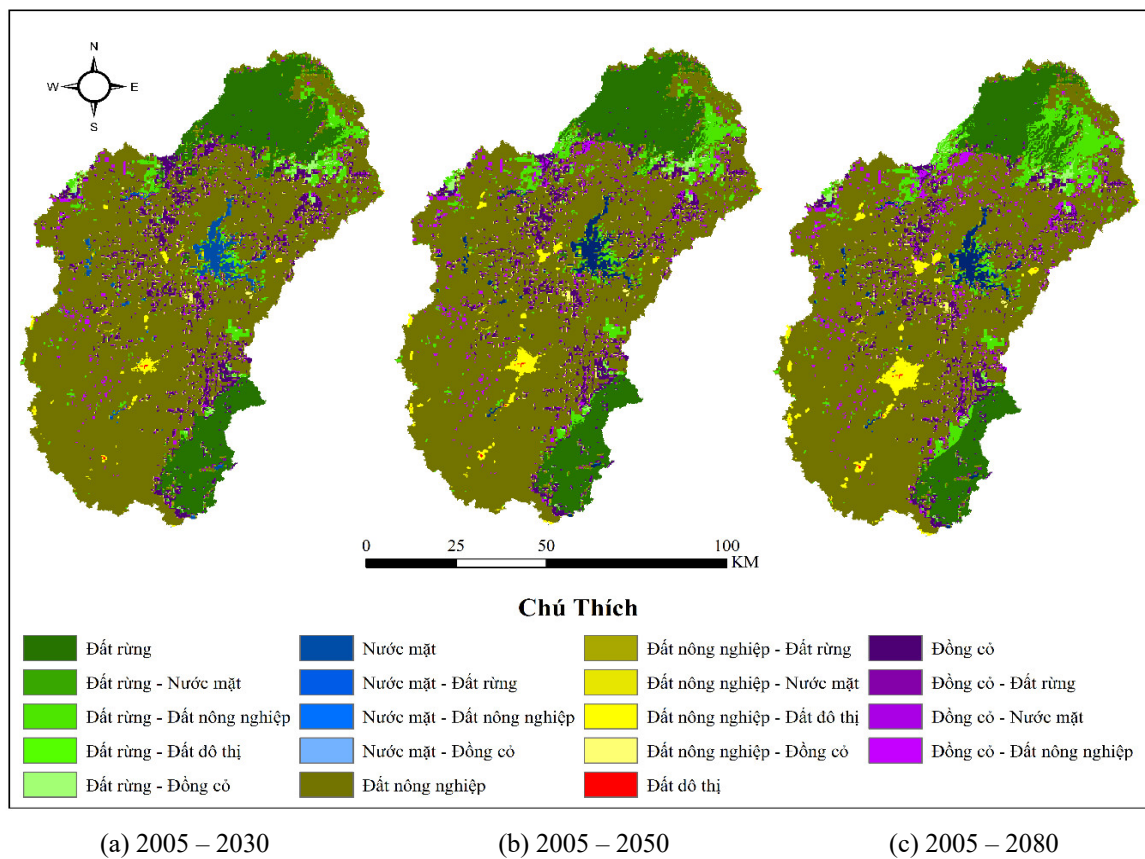 N
W E
S
0 25 50 100
KM
Chú Thích
Đất rừng
Đất rừng - Nước mặt
Đất rừng - Đất nông nghiệp
Đất rừng - Đất dô thị
Đất rừng - Đồng cỏ
Nước mặt
Nước mặt - Đất rừng
Nước mặt - Đất nông nghiệp
Nước mặt - Đồng cỏ
Đất nông nghiệp
Đất nông nghiệp - Đất rừng
Đất nông nghiệp - Nước mặt
Đất nông nghiệp - Đất dô thị
Đất nông nghiệp - Đồng cỏ
Đất dô thị
Đồng cỏ
Đồng cỏ - Đất rừng
Đồng cỏ - Nước mặt
Đồng cỏ - Đất nông nghiệp
(a) 2005 – 2030 (b) 2005 – 2050 (c) 2005 – 2080